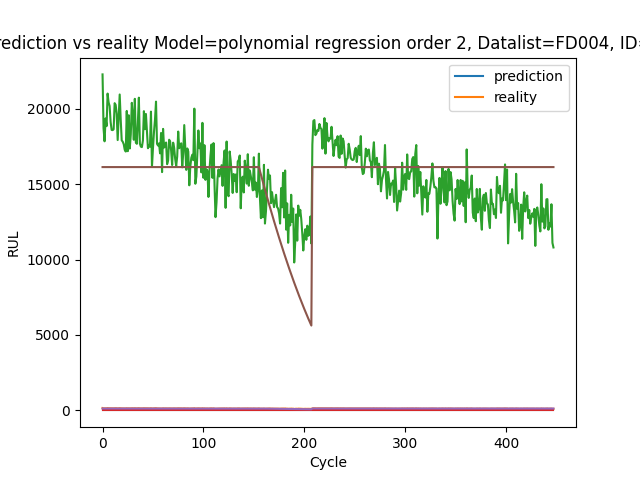 rediction vs reality Model=polynomial regression order 2, Datalist=FD004, ID=
prediction
reality
20000
15000
10000
5000
0
RUL
0 100 200 300 400
Cycle